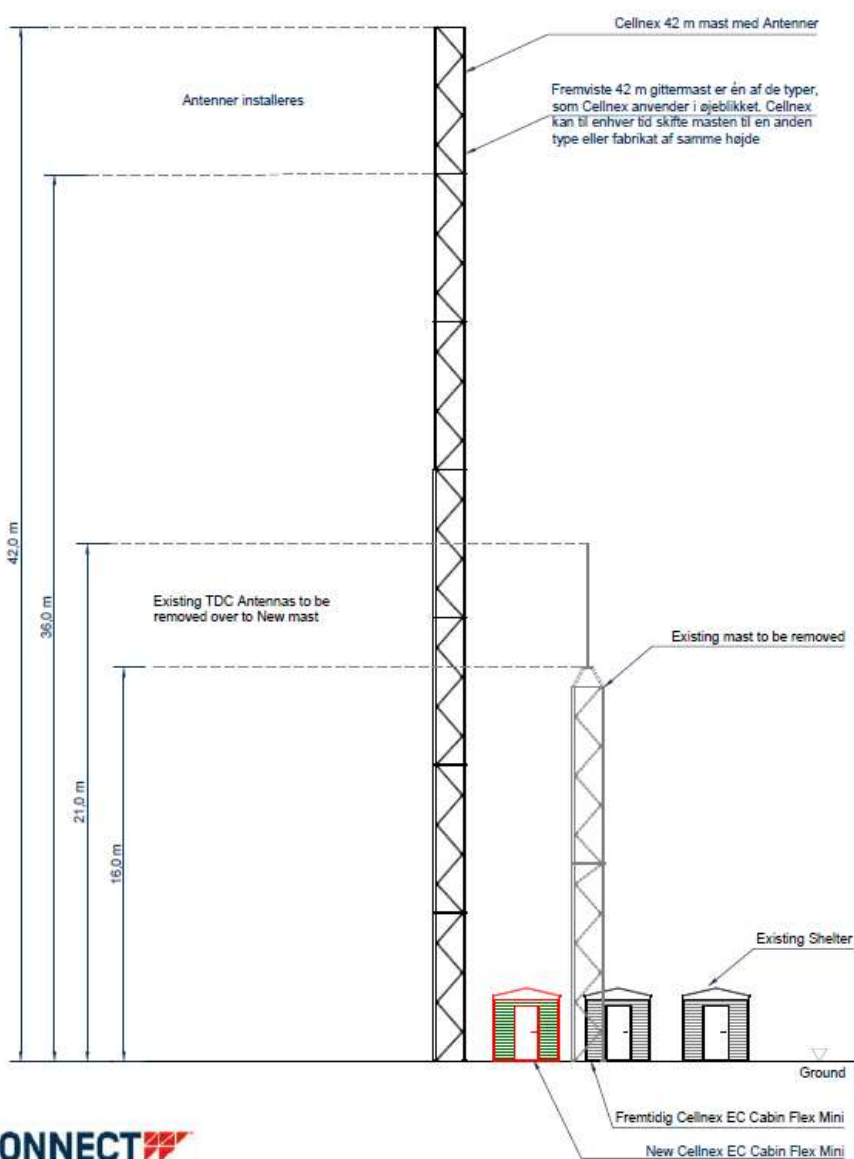 Cellnex 42 m mast med Antenner
Antenner installeres
Fremviste 42 m gittermast er én af de typer,
som Cellnex anvender i øjeblikket. Cellnex
kan til enhver tid skifte masten til en anden
type eller fabrikat af samme højde
42,0 m
36,0 m
21,0 m
16,0 m
Existing TDC Antennas to be
removed over to New mast
Existing mast to be removed
Existing Shelter
Ground
Fremtidig Cellnex EC Cabin Flex Mini
New Cellnex EC Cabin Flex Mini
ONNECT